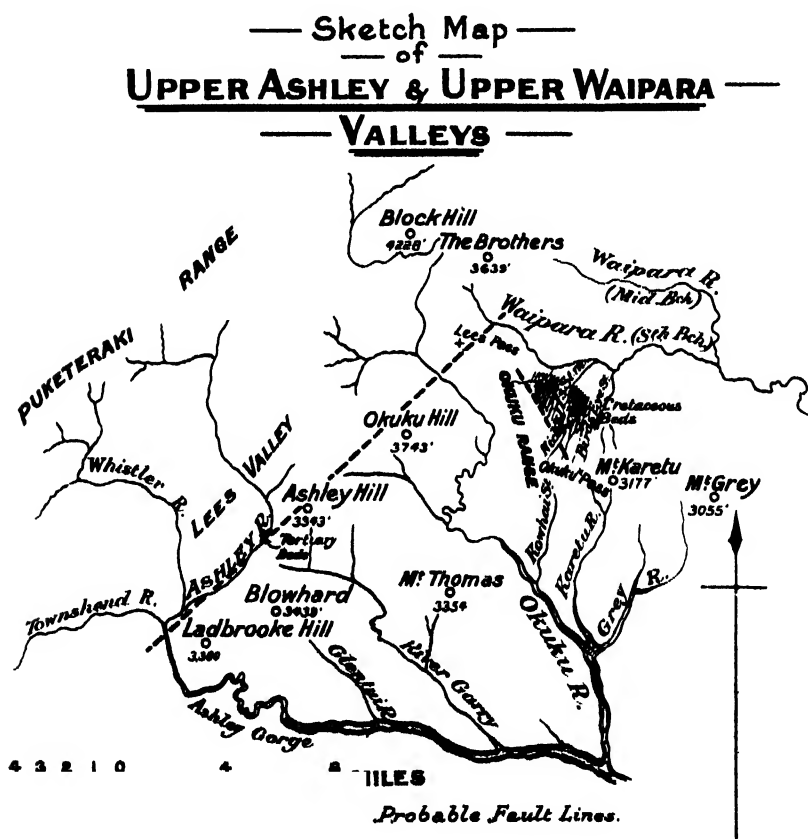 Sketch Map
of
UPPER ASHLEY & UPPER WAIPARA
VALLEYS
Block Hill
4228'
The Brothers
3639'
Waipara R.
(Mid Bch)
PUKETERAKI RANGE
Waipara R. (Sth Bch)
Lees Pass
OKUKU RANGE
Cretaceous
Beds
Okuku Hill
3743'
Okuku Pass
Mt Karetu
3177'
Mt Grey
3055'
Whistler R.
LEES VALLEY
Ashley Hill
3343'
Tertiary
Beds
ASHLEY R.
Karetu R.
Grey R.
Townshend R.
Blowhard
3438'
Mt Thomas
3354
Okuku R.
Ladbrooke Hill
3,300
River Garry
Ashley Gorge
4 3 2 1 0 4 8
MILES
Probable Fault Lines.